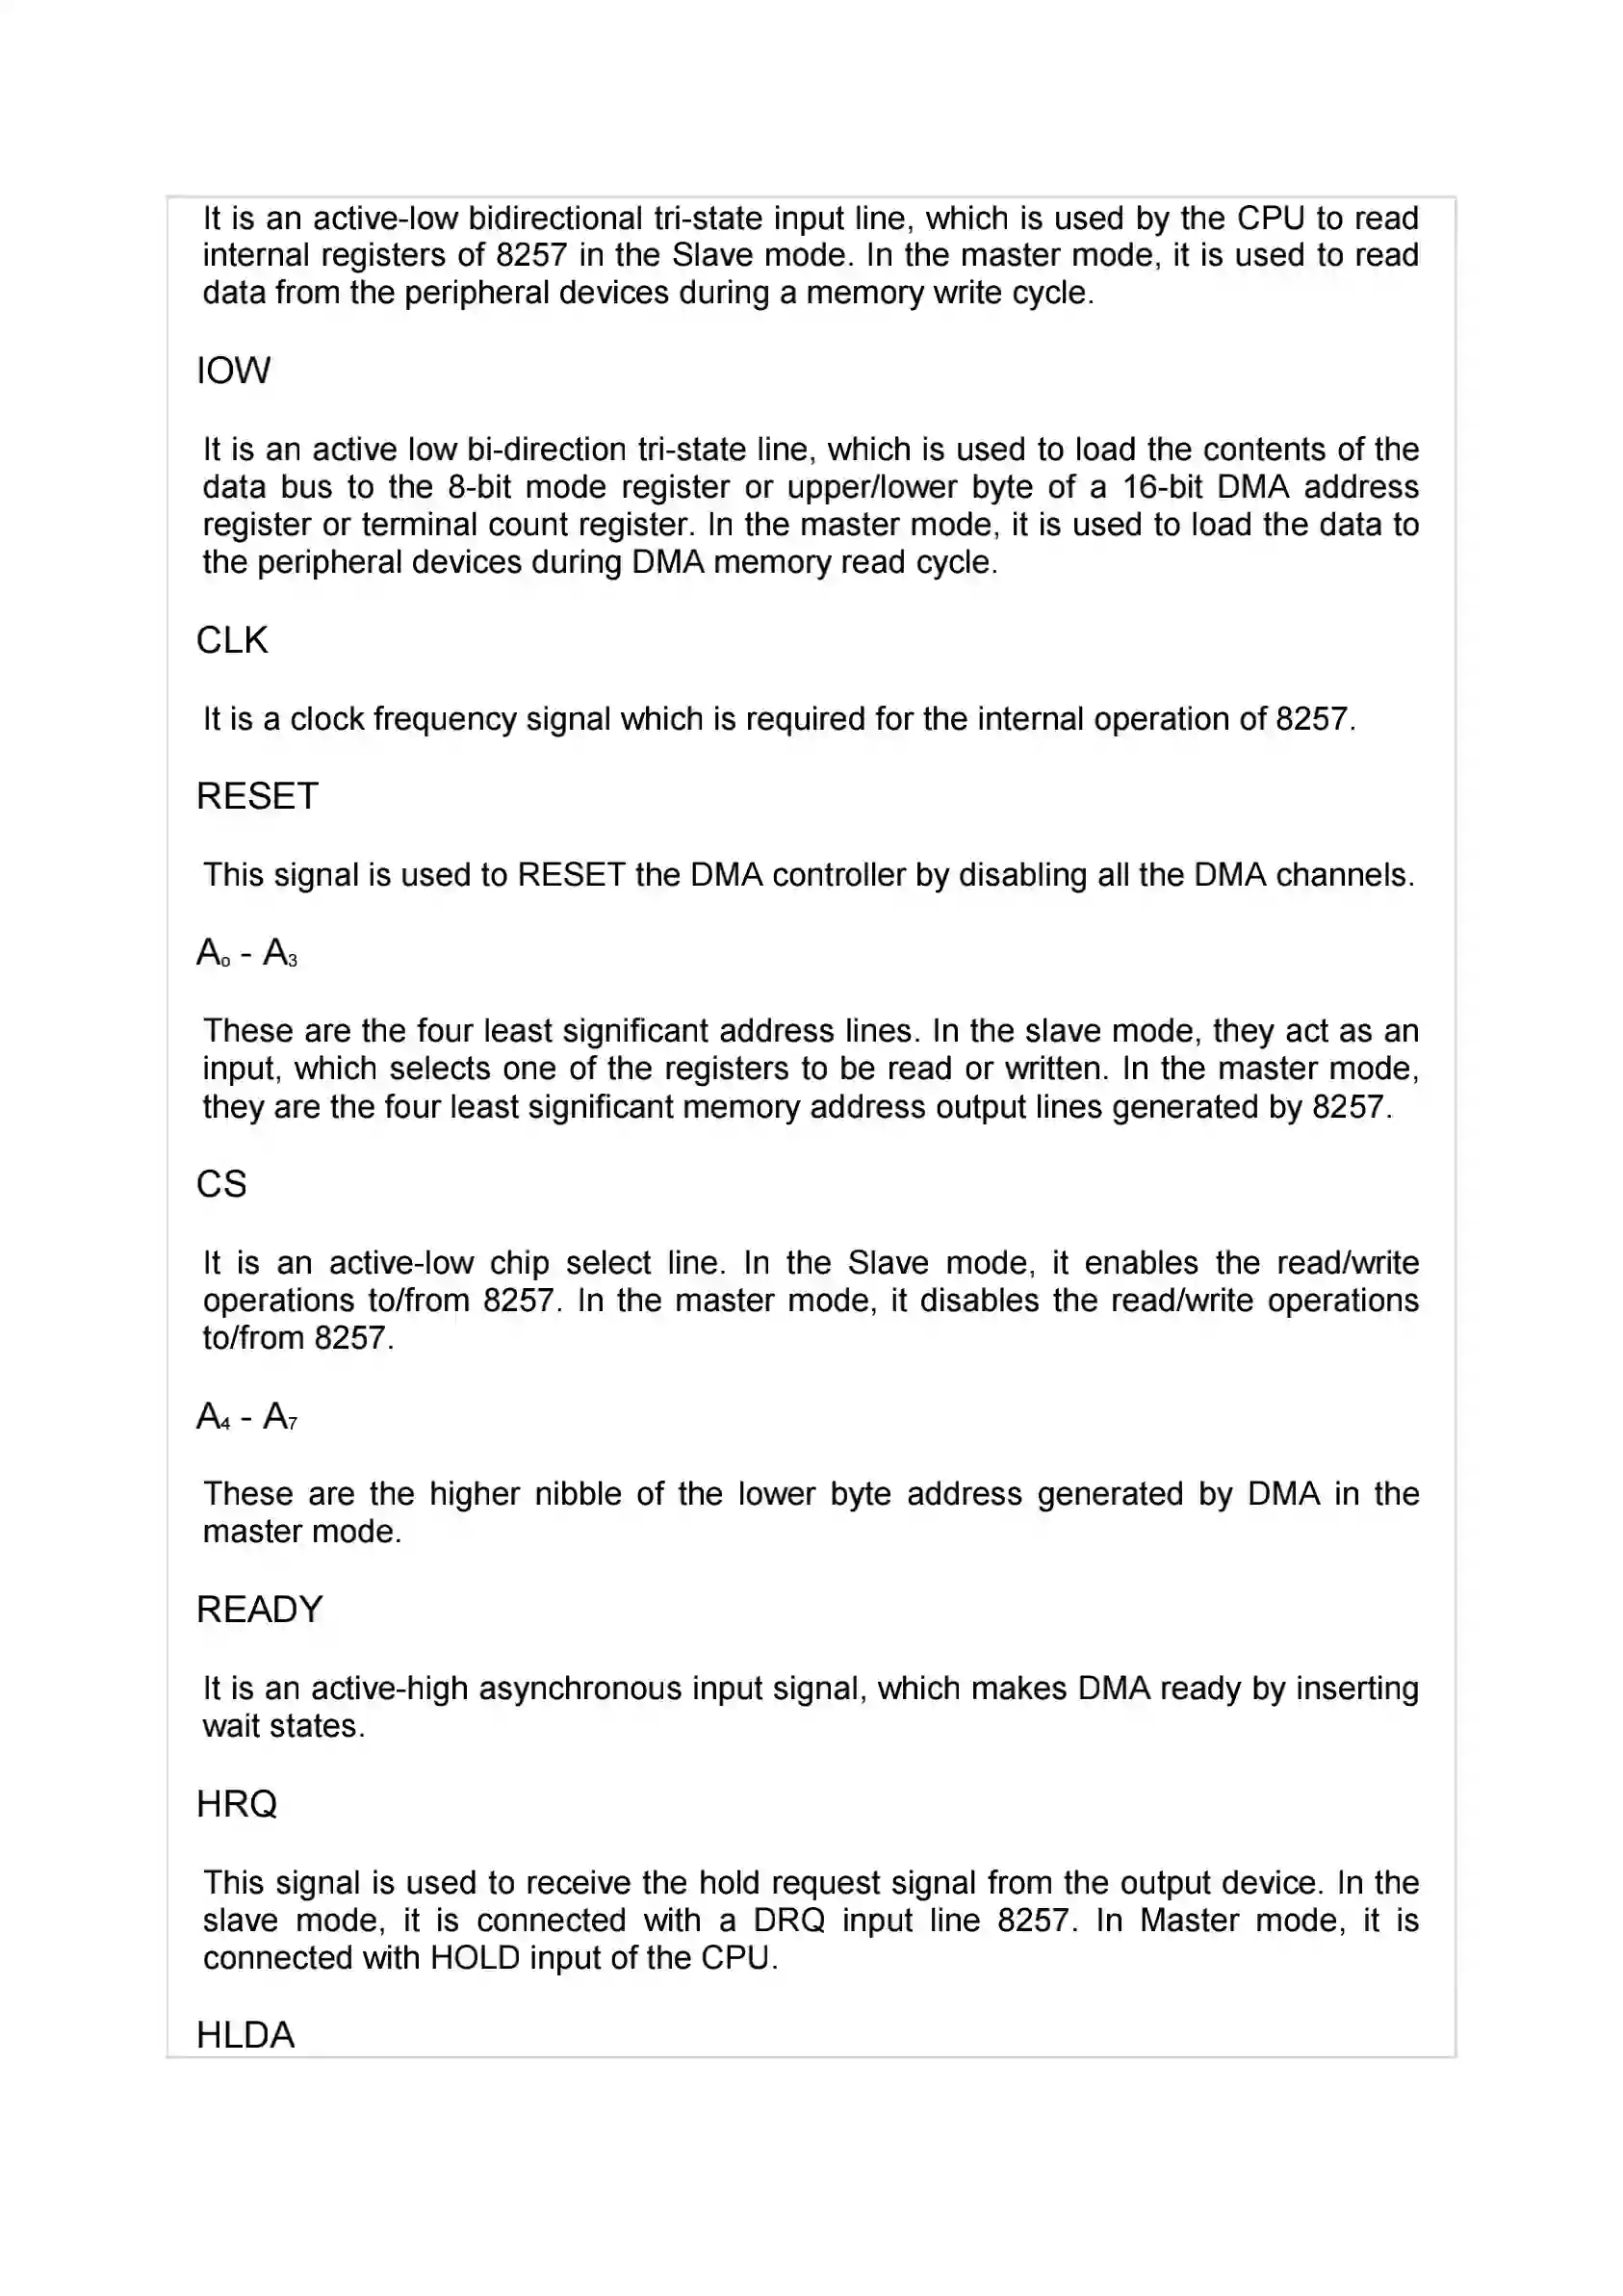 It is an active-low bidirectional tri-state input line, which is used by the CPU to read
internal registers of 8257 in the Slave mode. In the master mode, it is used to read
data from the peripheral devices during a memory write cycle.
IOW
It is an active low bi-direction tri-state line, which is used to load the contents of the
data bus to the 8-bit mode register or upper/lower byte of a 16-bit DMA address
register or terminal count register. In the master mode, it is used to load the data to
the peripheral devices during DMA memory read cycle.
CLK
It is a clock frequency signal which is required for the internal operation of 8257.
RESET
This signal is used to RESET the DMA controller by disabling all the DMA channels.
Aₒ - A₃
These are the four least significant address lines. In the slave mode, they act as an
input, which selects one of the registers to be read or written. In the master mode,
they are the four least significant memory address output lines generated by 8257.
CS
It is an active-low chip select line. In the Slave mode, it enables the read/write
operations to/from 8257. In the master mode, it disables the read/write operations
to/from 8257.
A₄ - A₇
These are the higher nibble of the lower byte address generated by DMA in the
master mode.
READY
It is an active-high asynchronous input signal, which makes DMA ready by inserting
wait states.
HRQ
This signal is used to receive the hold request signal from the output device. In the
slave mode, it is connected with a DRQ input line 8257. In Master mode, it is
connected with HOLD input of the CPU.
HLDA